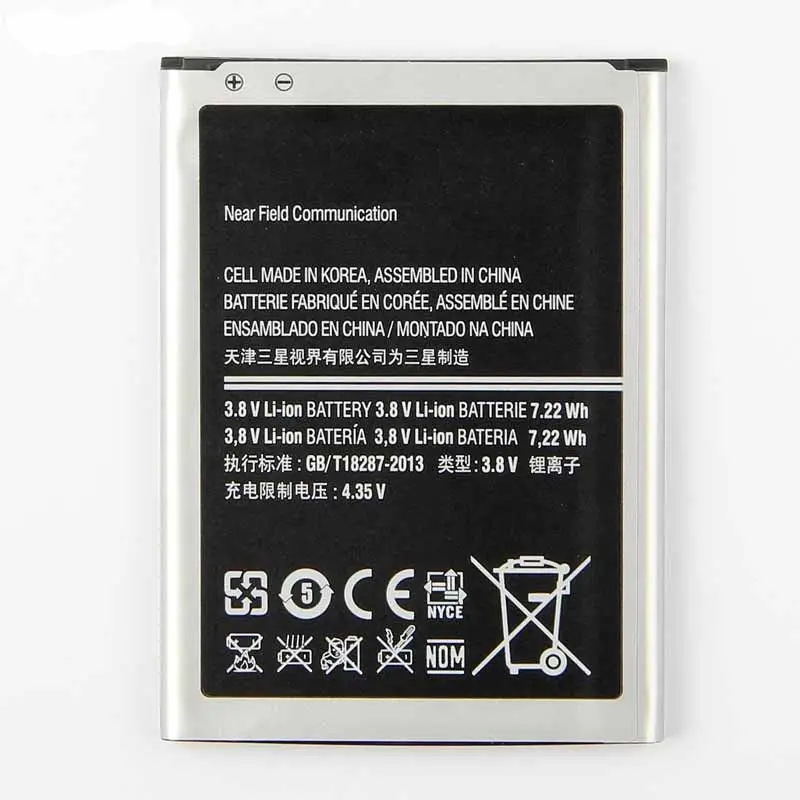 Near Field Communication
CELL MADE IN KOREA, ASSEMBLED IN CHINA
BATTERIE FABRIQUÉ EN CORÉE, ASSEMBLÉ EN CHINE
ENSAMBLADO EN CHINA / MONTADO NA CHINA
天津三星视界有限公司为三星制造
3.8 V Li-ion BATTERY 3.8 V Li-ion BATTERIE 7.22 Wh
3,8 V Li-ion BATERÍA 3,8 V Li-ion BATERIA 7,22 Wh
执行标准 : GB/T18287-2013 类型: 3.8 V 锂离子
充电限制电压 : 4.35 V
5 CE NYCE
NOM